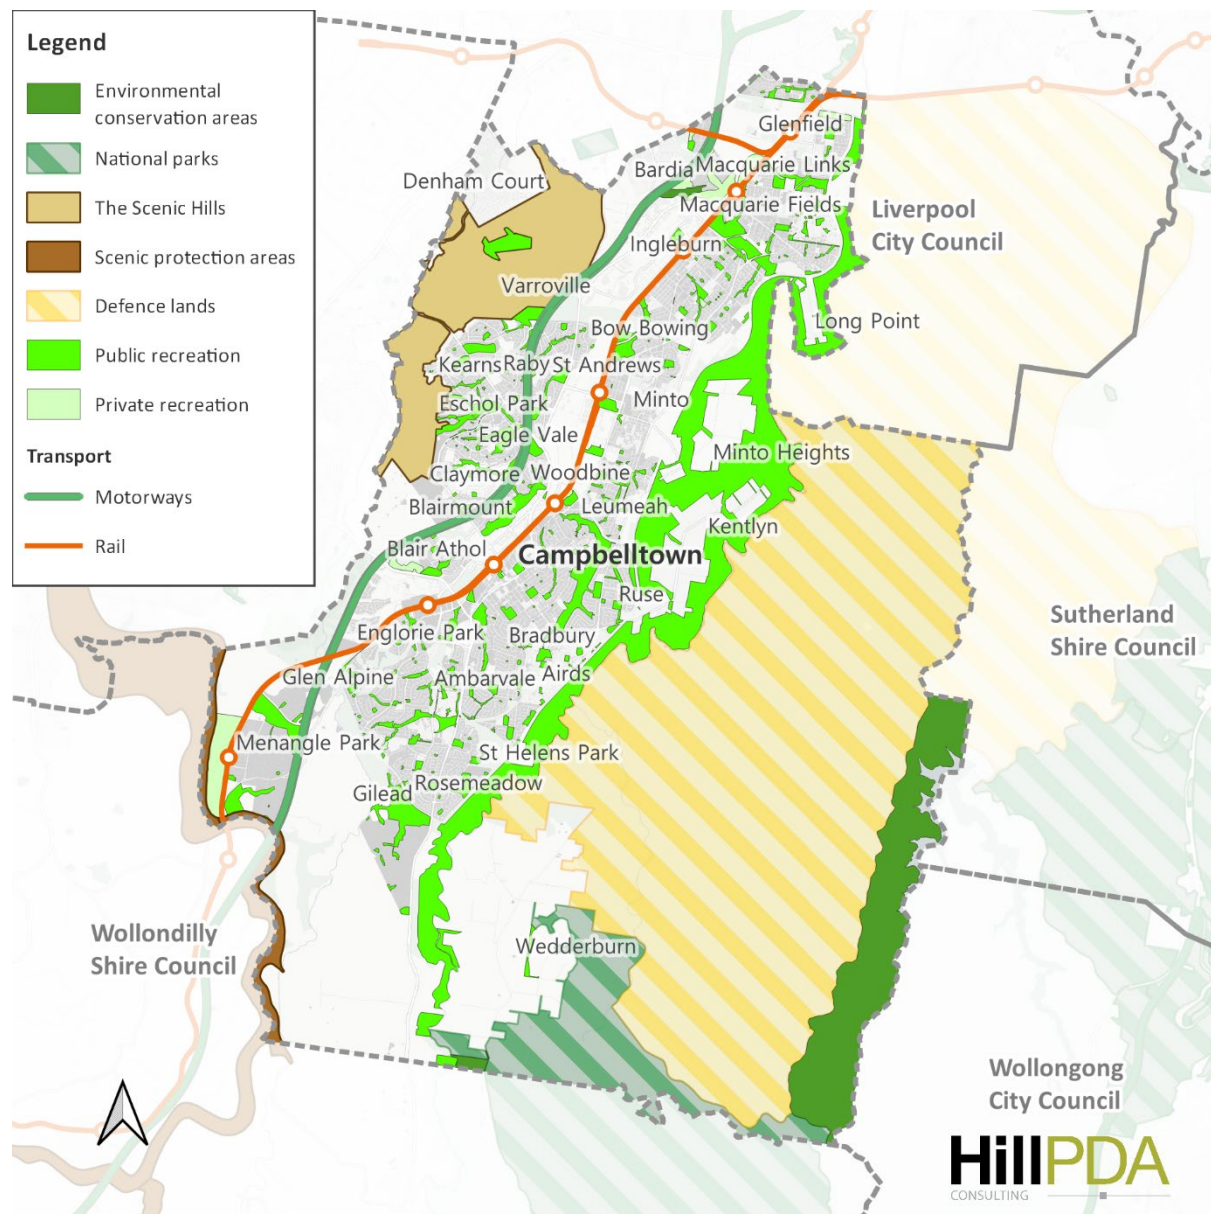 Legend
Environmental
conservation areas
National parks
The Scenic Hills
Scenic protection areas
Defence lands
Public recreation
Private recreation
Transport
Motorways
Rail
Glenfield
Bardia
Macquarie Links
Denham Court
Macquarie Fields
Liverpool
City Council
Ingleburn
Varroville
Bow Bowing
Long Point
Kearns
Raby
St Andrews
Eschol Park
Minto
Eagle Vale
Minto Heights
Claymore
Woodbine
Blairmount
Leumeah
Kentlyn
Blair Athol
Campbelltown
Ruse
Sutherland
Shire Council
Englorie Park
Bradbury
Glen Alpine
Ambarvale
Airds
Menangle Park
St Helens Park
Rosemeadow
Gilead
Wollondilly
Shire Council
Wedderburn
Wollongong
City Council
HillPDA
CONSULTING